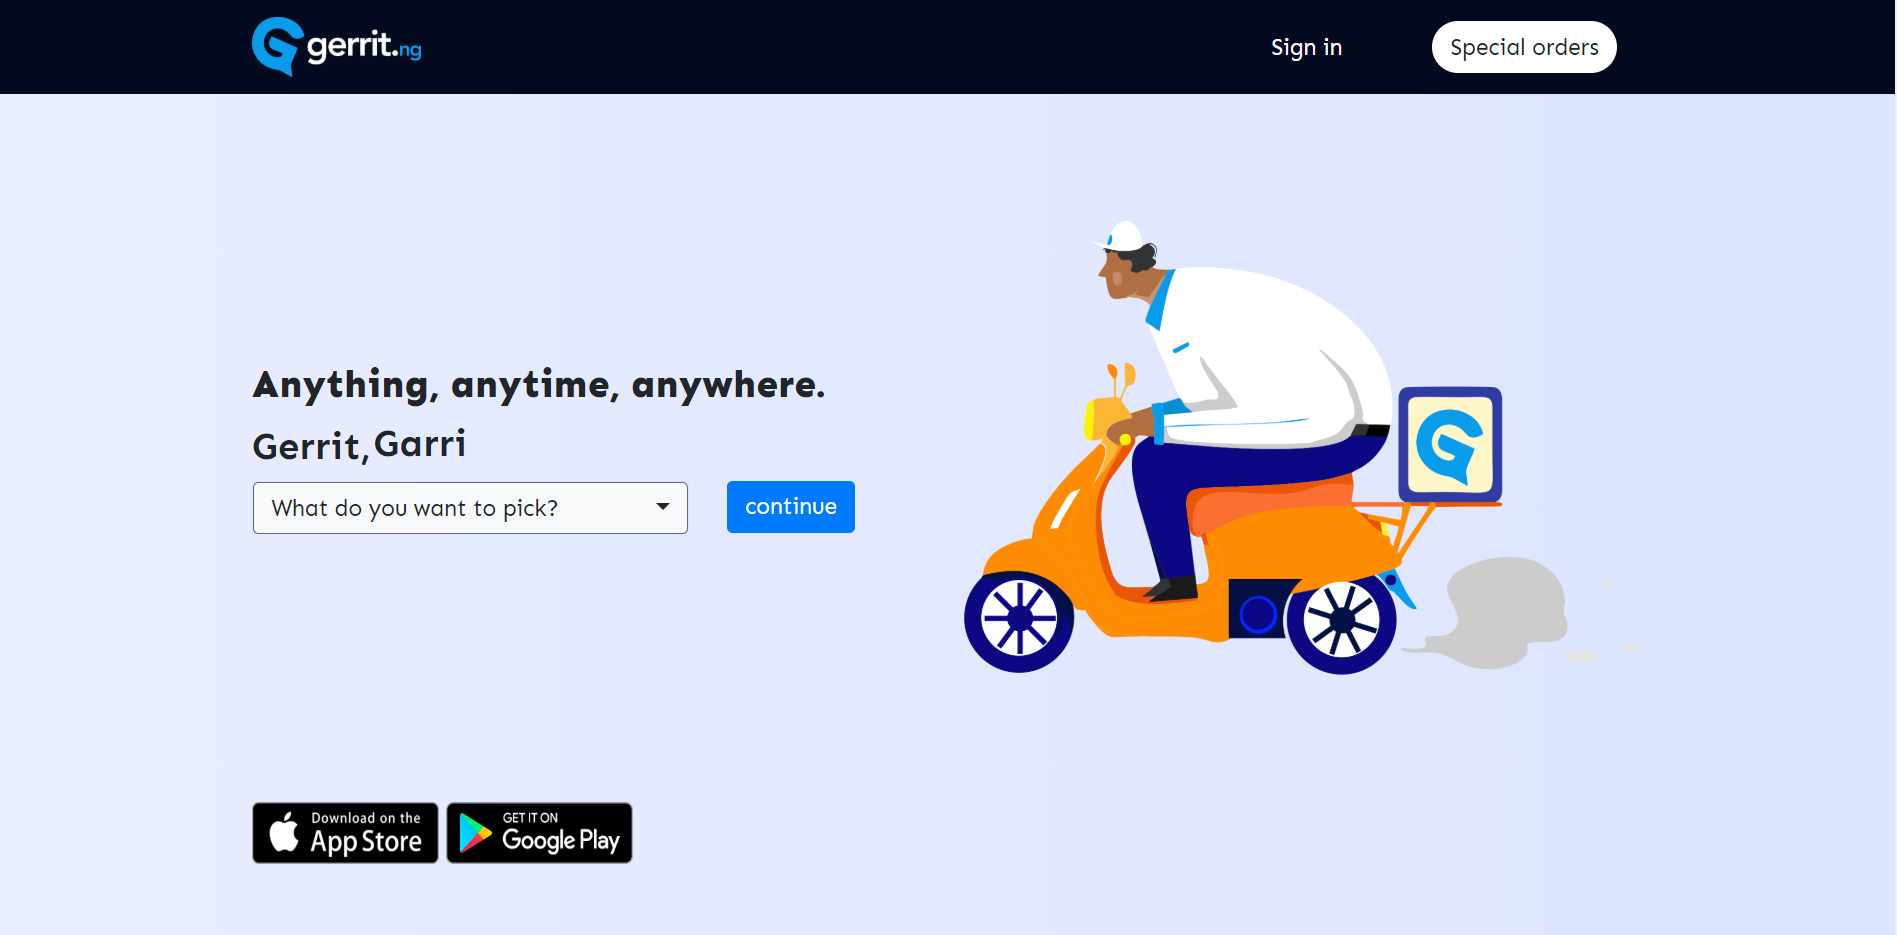 gerrit.ng
Sign in
Special orders
Anything, anytime, anywhere.
Gerrit, Garri
What do you want to pick?
continue
Download on the
App Store
GET IT ON
Google Play